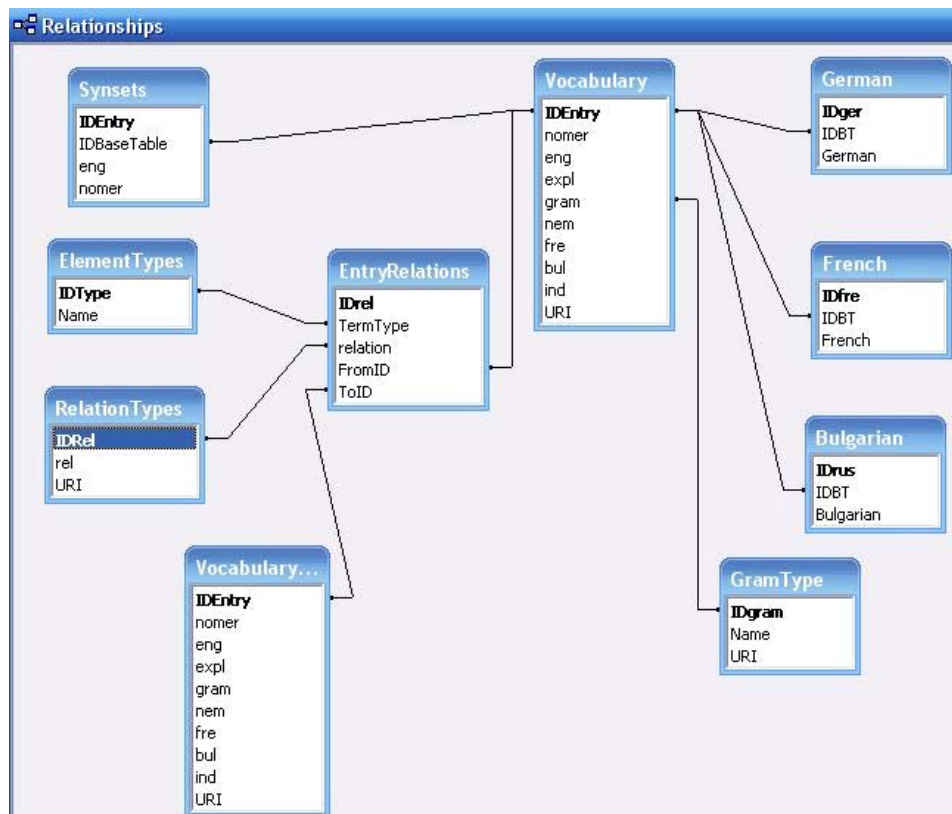 Relationships
Synsets
IDEntry
IDBaseTable
eng
nomer
ElementTypes
IDType
Name
RelationTypes
IDRel
rel
URI
EntryRelations
IDrel
TermType
relation
FromID
ToID
Vocabulary...
IDEntry
nomer
eng
expl
gram
nem
fre
bul
ind
URI
Vocabulary
IDEntry
nomer
eng
expl
gram
nem
fre
bul
ind
URI
German
IDger
IDBT
German
French
IDfre
IDBT
French
Bulgarian
IDrus
IDBT
Bulgarian
GramType
IDgram
Name
URI